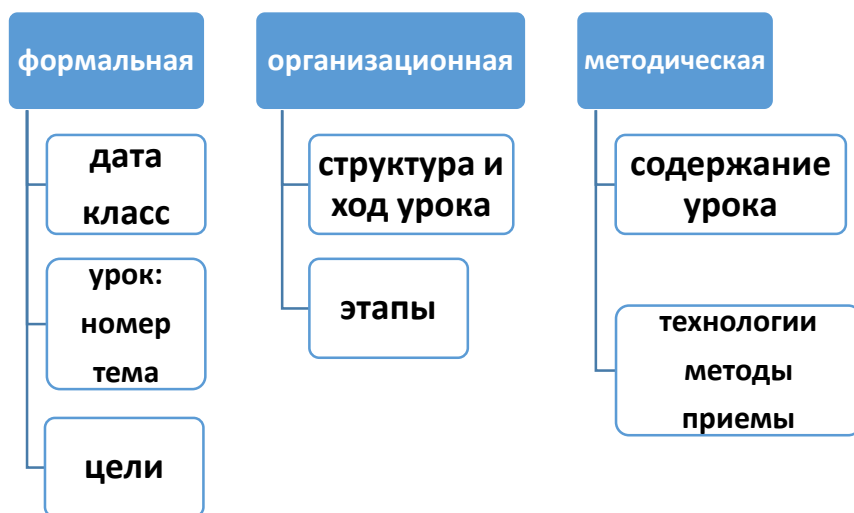 формальная
дата
класс
урок:
номер
тема
цели
организационная
структура и
ход урока
этапы
методическая
содержание
урока
технологии
методы
приемы